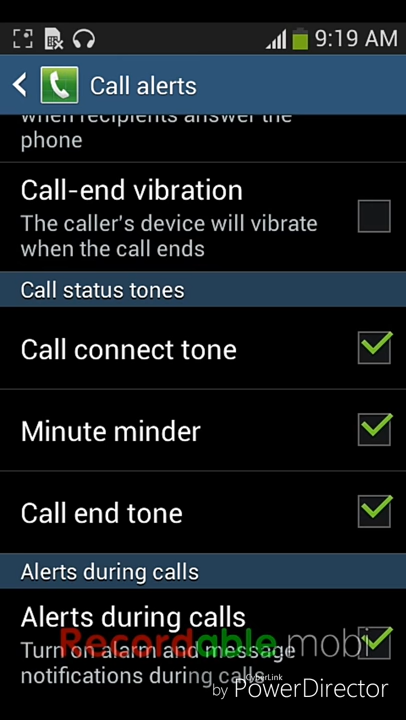 9:19 AM
Call alerts
when recipients answer the
phone
Call-end vibration
The caller's device will vibrate
when the call ends
Call status tones
Call connect tone
Minute minder
Call end tone
Alerts during calls
Alerts during calls
Recordable.mobi
Turn on alarm and message
notifications during calls
CyberLink
by PowerDirector